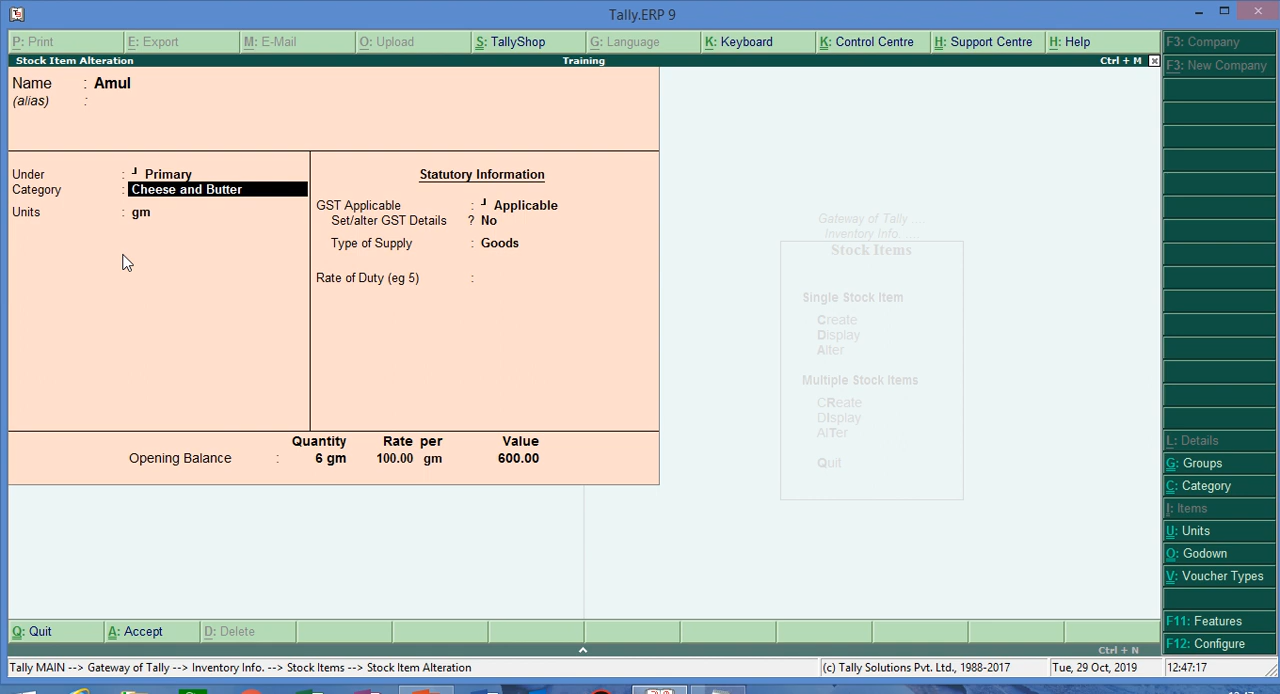 Tally.ERP 9
P: Print E: Export M: E-Mail O: Upload S: TallyShop G: Language K: Keyboard K: Control Centre H: Support Centre H: Help
F3: Company
F3: New Company
Stock Item Alteration Training Ctrl + M
Name : Amul
(alias) :
Under : Primary
Category : Cheese and Butter
Units : gm
Statutory Information
GST Applicable : Applicable
Set/alter GST Details ? No
Type of Supply : Goods
Rate of Duty (eg 5) :
Gateway of Tally .....
Inventory Info. .....
Stock Items
Single Stock Item
Create
Display
Alter
Multiple Stock Items
CReate
DIsplay
AlTer
Quit
Quantity Rate per Value
Opening Balance : 6 gm 100.00 gm 600.00
L: Details
G: Groups
C: Category
I: Items
U: Units
O: Godown
V: Voucher Types
F11: Features
F12: Configure
Q: Quit A: Accept D: Delete
Ctrl + N
Tally MAIN --> Gateway of Tally --> Inventory Info. --> Stock Items --> Stock Item Alteration (c) Tally Solutions Pvt. Ltd., 1988-2017 Tue, 29 Oct, 2019 12:47:17